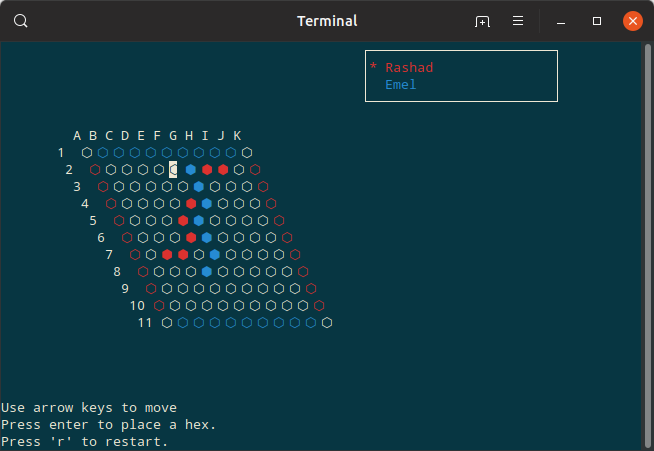 Terminal
* Rashad
Emel
A B C D E F G H I J K
1
2
3
4
5
6
7
8
9
10
11
Use arrow keys to move
Press enter to place a hex.
Press 'r' to restart.